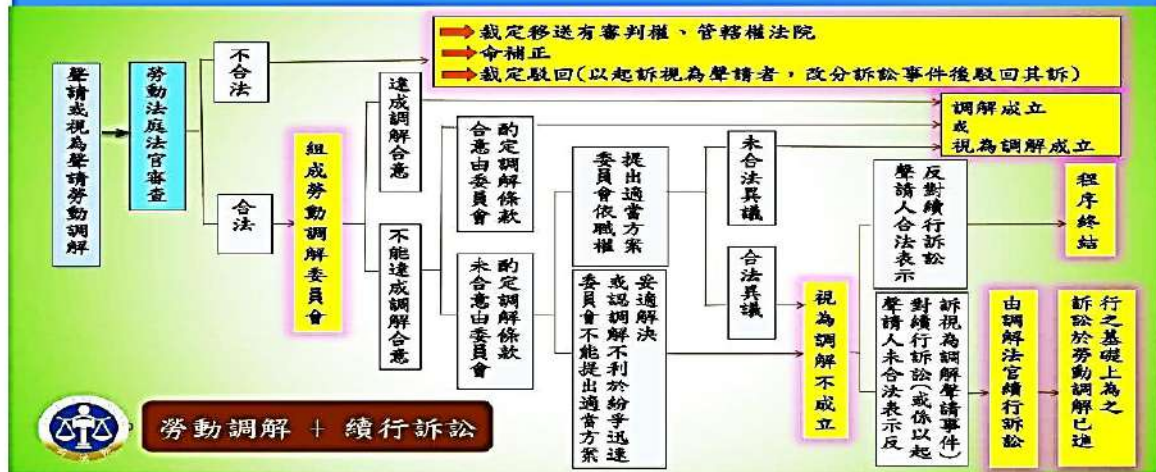 裁定移送有審判權、管轄權法院
命補正
裁定駁回(以起訴視為聲請者，改分訴訟事件後駁回其訴)
聲請或視為聲請勞動調解
勞動法庭法官審查
不合法
合法
組成勞動調解委員會
達成調解合意
不能達成調解合意
合意由委員會
酌定調解條款
未合意由委員會
酌定調解條款
委員會依職權
提出適當方案
委員會不能提出適當方案
或認調解不利於紛爭迅速
妥適解決
未合法異議
合法異議
調解成立
或
視為調解成立
視為調解不成立
聲請人合法表示
反對續行訴訟
程序終結
聲請人未合法表示反
對續行訴訟(或係以起
訴視為調解聲請事件)
由調解法官續行訴訟
訴訟於勞動調解已進
行之基礎上為之
勞動調解 + 續行訴訟